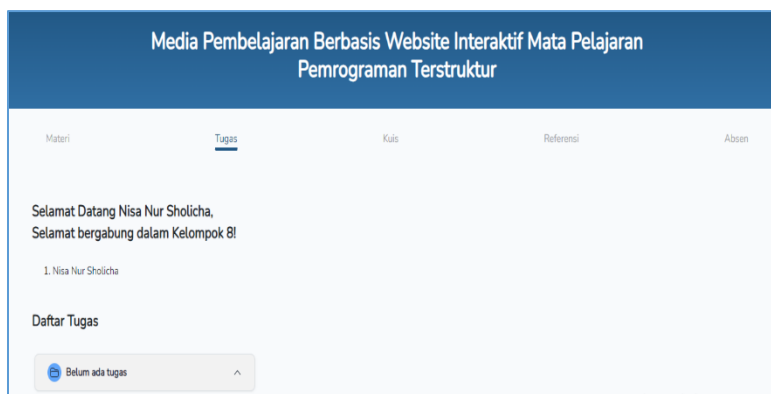 Media Pembelajaran Berbasis Website Interaktif Mata Pelajaran
Pemrograman Terstruktur
Materi Tugas Kuis Referensi Absen
Selamat Datang Nisa Nur Sholicha,
Selamat bergabung dalam Kelompok 8!
1. Nisa Nur Sholicha
Daftar Tugas
Belum ada tugas